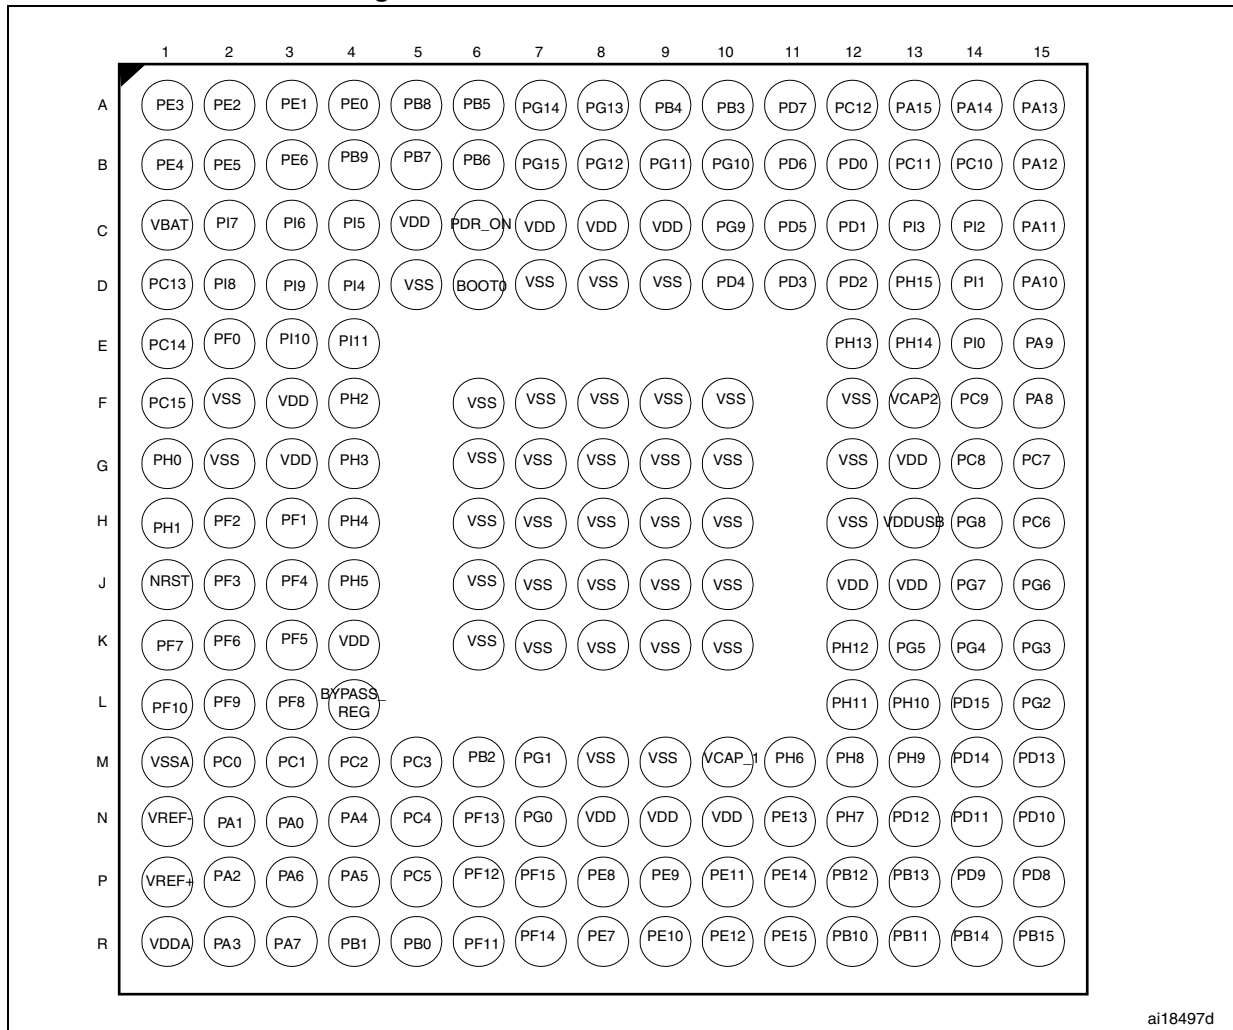 1 2 3 4 5 6 7 8 9 10 11 12 13 14 15
A PE3 PE2 PE1 PE0 PB8 PB5 PG14 PG13 PB4 PB3 PD7 PC12 PA15 PA14 PA13
B PE4 PE5 PE6 PB9 PB7 PB6 PG15 PG12 PG11 PG10 PD6 PD0 PC11 PC10 PA12
C VBAT PI7 PI6 PI5 VDD PDR_ON VDD VDD VDD PG9 PD5 PD1 PI3 PI2 PA11
D PC13 PI8 PI9 PI4 VSS BOOT0 VSS VSS VSS PD4 PD3 PD2 PH15 PI1 PA10
E PC14 PF0 PI10 PI11 PH13 PH14 PI0 PA9
F PC15 VSS VDD PH2 VSS VSS VSS VSS VSS VSS VCAP2 PC9 PA8
G PH0 VSS VDD PH3 VSS VSS VSS VSS VSS VSS VDD PC8 PC7
H PH1 PF2 PF1 PH4 VSS VSS VSS VSS VSS VSS VDDUSB PG8 PC6
J NRST PF3 PF4 PH5 VSS VSS VSS VSS VSS VDD VDD PG7 PG6
K PF7 PF6 PF5 VDD VSS VSS VSS VSS VSS PH12 PG5 PG4 PG3
L PF10 PF9 PF8 BYPASS_ PH11 PH10 PD15 PG2
REG
M VSSA PC0 PC1 PC2 PC3 PB2 PG1 VSS VSS VCAP_1 PH6 PH8 PH9 PD14 PD13
N VREF- PA1 PA0 PA4 PC4 PF13 PG0 VDD VDD VDD PE13 PH7 PD12 PD11 PD10
P VREF+ PA2 PA6 PA5 PC5 PF12 PF15 PE8 PE9 PE11 PE14 PB12 PB13 PD9 PD8
R VDDA PA3 PA7 PB1 PB0 PF11 PF14 PE7 PE10 PE12 PE15 PB10 PB11 PB14 PB15
ai18497d